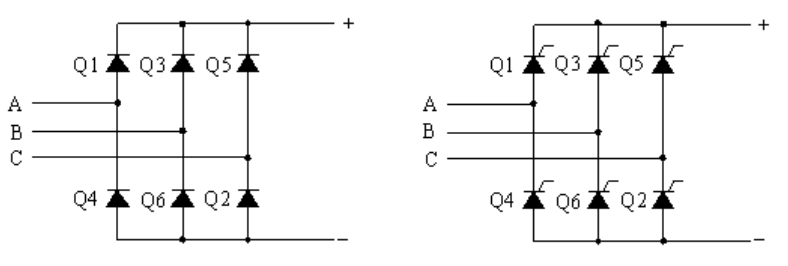 + +
Q1 Q3 Q5 Q1 Q3 Q5
A A
B B
C C
Q4 Q6 Q2 Q4 Q6 Q2
− −